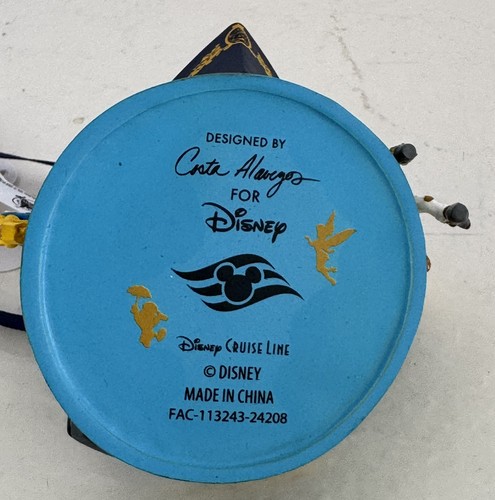 DESIGNED BY
Costa Alavezos
FOR
Disney
Disney CRUISE LINE
© DISNEY
MADE IN CHINA
FAC-113243-24208